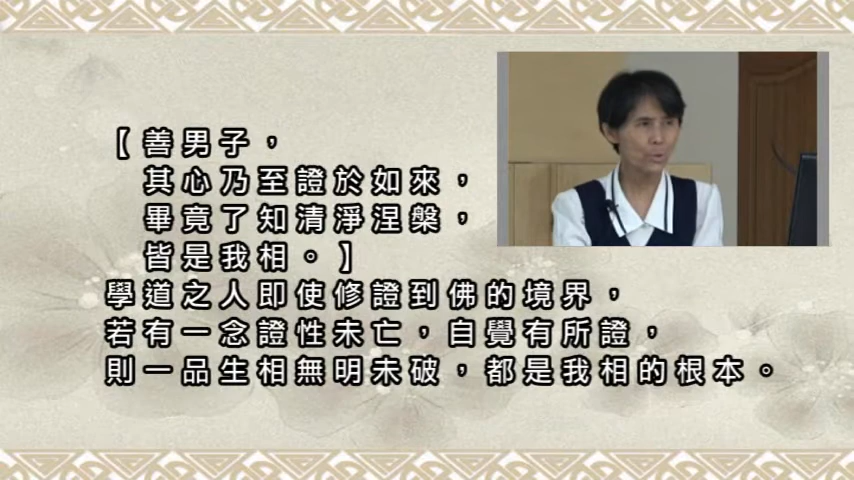 〖善男子，
其心乃至證於如來，
畢竟了知清淨涅槃，
皆是我相。〗
學道之人即使修證到佛的境界，
若有一念證性未亡，自覺有所證，
則一品生相無明未破，都是我相的根本。